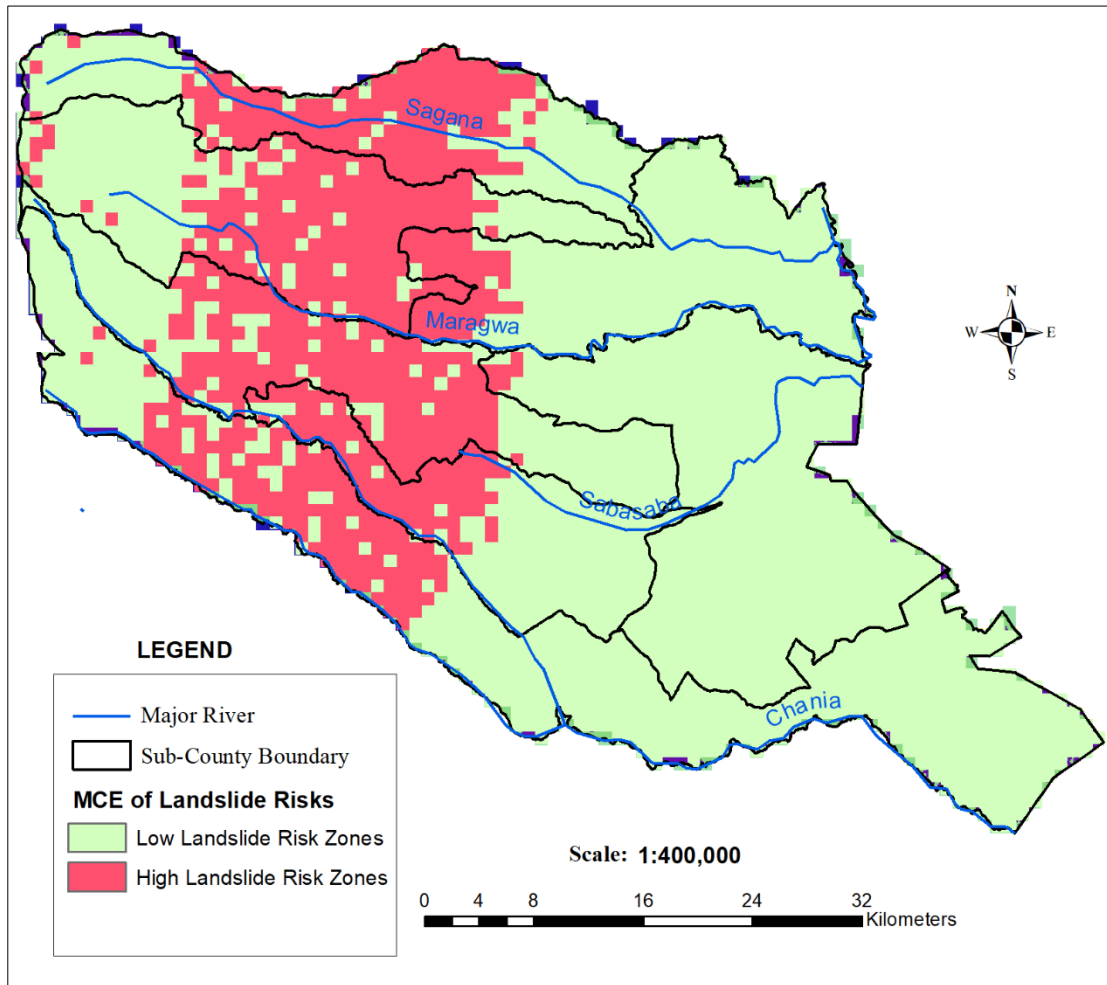 Sagana
Maragwa
Sabasaba
Chania
N
W E
S
LEGEND
Major River
Sub-County Boundary
MCE of Landslide Risks
Low Landslide Risk Zones
High Landslide Risk Zones
Scale: 1:400,000
0 4 8 16 24 32
Kilometers